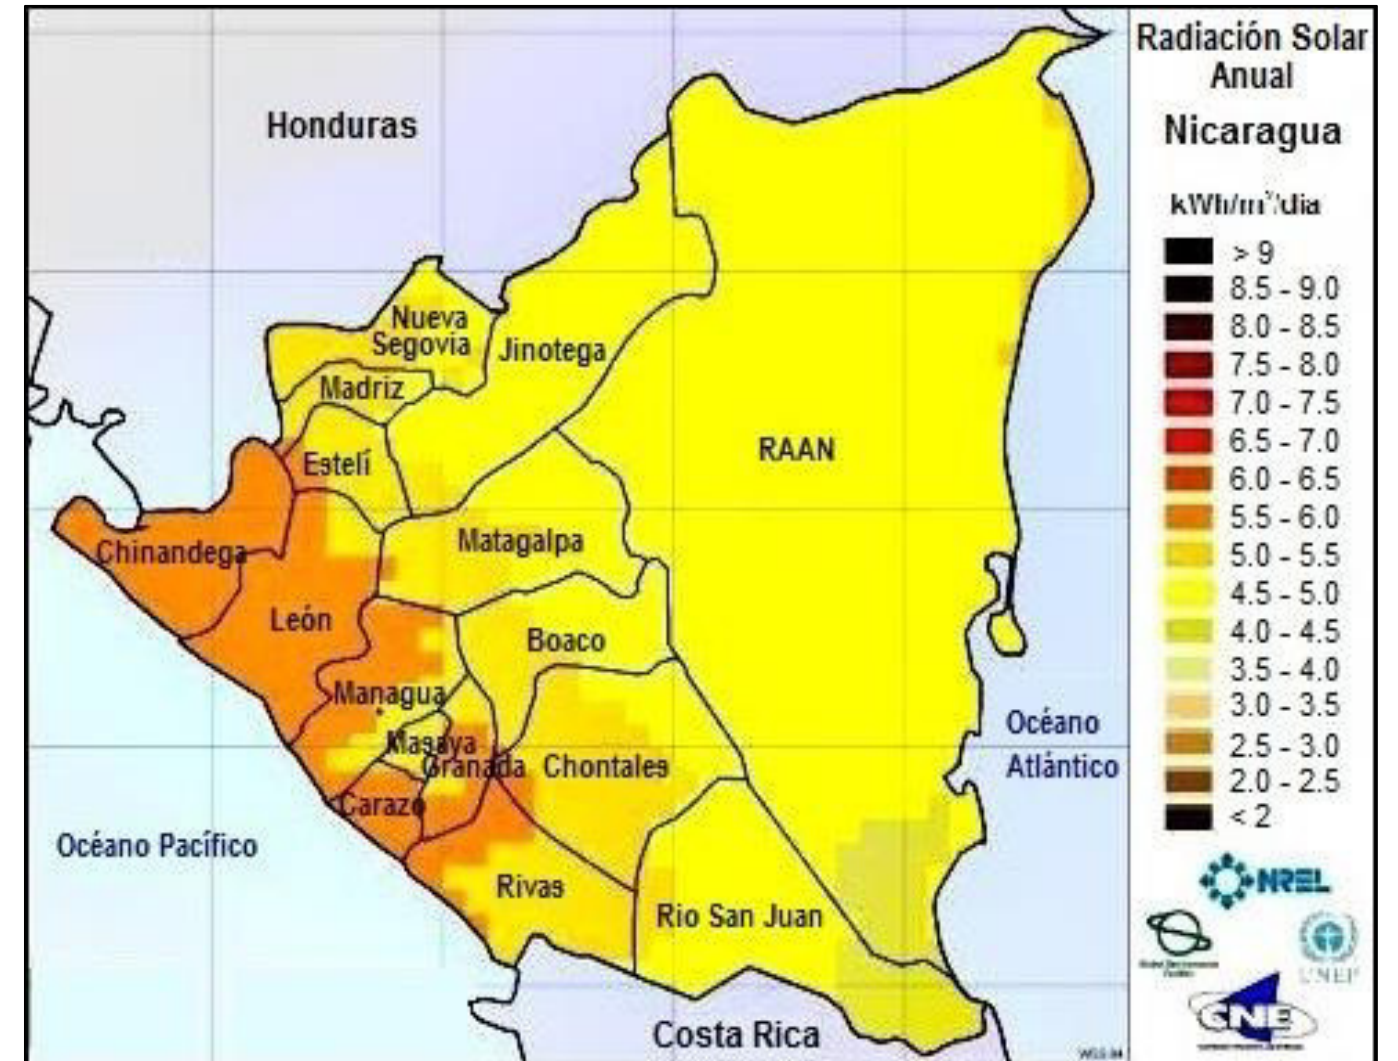 Radiación Solar
Anual
Nicaragua
kWh/m²/dia
> 9
8.5 - 9.0
8.0 - 8.5
7.5 - 8.0
7.0 - 7.5
6.5 - 7.0
6.0 - 6.5
5.5 - 6.0
5.0 - 5.5
4.5 - 5.0
4.0 - 4.5
3.5 - 4.0
3.0 - 3.5
2.5 - 3.0
2.0 - 2.5
< 2
NREL
UNEP
CNE
Honduras
Nueva
Segovia
Jinotega
Madriz
Estelí
RAAN
Chinandega
Matagalpa
León
Boaco
Managua
Masaya
Granada
Chontales
Carazo
Rivas
Rio San Juan
Océano
Atlántico
Océano Pacífico
Costa Rica